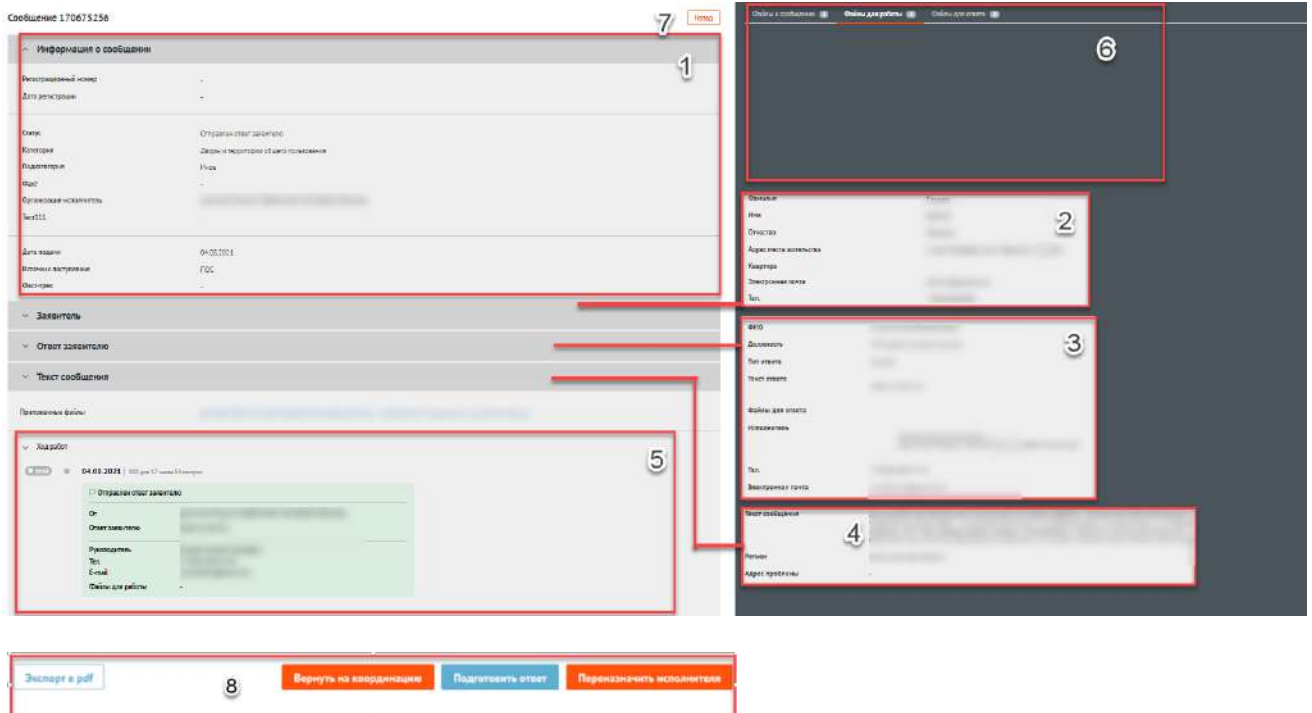 Сообщение 170675256
7
Назад
Информация о сообщении
1
Регистрационный номер -
Дата регистрации -
Статус Отправлен ответ заявителю
Категория Дворы и территории общего пользования
Подкатегория Иное
Факт -
Организация исполнитель
Тест111
Дата подачи 04.03.2021
Источник поступления ПОС
Фаст-трек -
Заявитель
Ответ заявителю
Текст сообщения
Приложенные файлы
5
Ход работ
04.03.2021
Отправлен ответ заявителю
От
Ответ заявителю
Руководитель
Тел.
E-mail
Файлы для работы -
Файлы к сообщению
Файлы для работы
Файлы для ответа
6
2
Фамилия
Имя
Отчество
Адрес места жительства
Квартира
Электронная почта
Тел.
3
ФИО
Должность
Тип ответа
Текст ответа
Файлы для ответа
Исполнитель
Тел.
Электронная почта
4
Текст сообщения
Регион
Адрес проблемы -
Экспорт в pdf
8
Вернуть на координацию
Подготовить ответ
Переназначить исполнителя